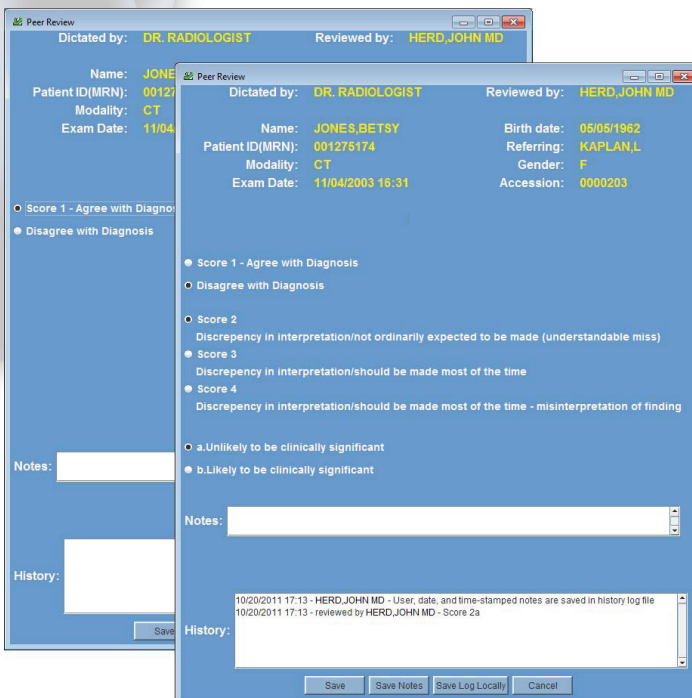 Peer Review
Dictated by: DR. RADIOLOGIST Reviewed by: HERD,JOHN MD
Name: JONE
Patient ID(MRN): 00127
Modality: CT
Exam Date: 11/04
Score 1 - Agree with Diagnos
Disagree with Diagnosis
Notes:
History:
Save
Peer Review
Dictated by: DR. RADIOLOGIST Reviewed by: HERD,JOHN MD
Name: JONES,BETSY Birth date: 05/05/1962
Patient ID(MRN): 001275174 Referring: KAPLAN,L
Modality: CT Gender: F
Exam Date: 11/04/2003 16:31 Accession: 0000203
Score 1 - Agree with Diagnosis
Disagree with Diagnosis
Score 2
Discrepancy in interpretation/not ordinarily expected to be made (understandable miss)
Score 3
Discrepancy in interpretation/should be made most of the time
Score 4
Discrepancy in interpretation/should be made most of the time - misinterpretation of finding
a.Unlikely to be clinically significant
b.Likely to be clinically significant
Notes:
10/20/2011 17:13 - HERD,JOHN MD - User, date, and time-stamped notes are saved in history log file
10/20/2011 17:13 - reviewed by HERD,JOHN MD - Score 2a
History:
Save Save Notes Save Log Locally Cancel